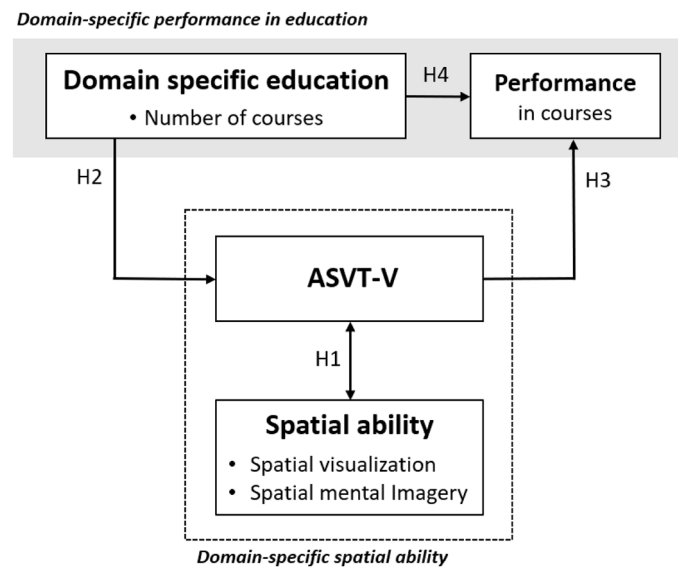 Domain-specific performance in education
Domain specific education
• Number of courses
H4
Performance
in courses
H2
H3
ASVT-V
H1
Spatial ability
• Spatial visualization
• Spatial mental Imagery
Domain-specific spatial ability